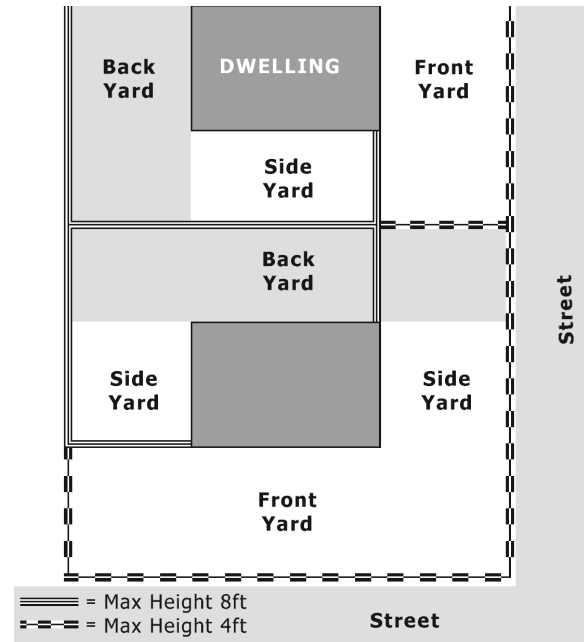 Back
Yard
DWELLING
Front
Yard
Side
Yard
Back
Yard
Street
Side
Yard
Side
Yard
Front
Yard
= Max Height 8ft
= Max Height 4ft
Street